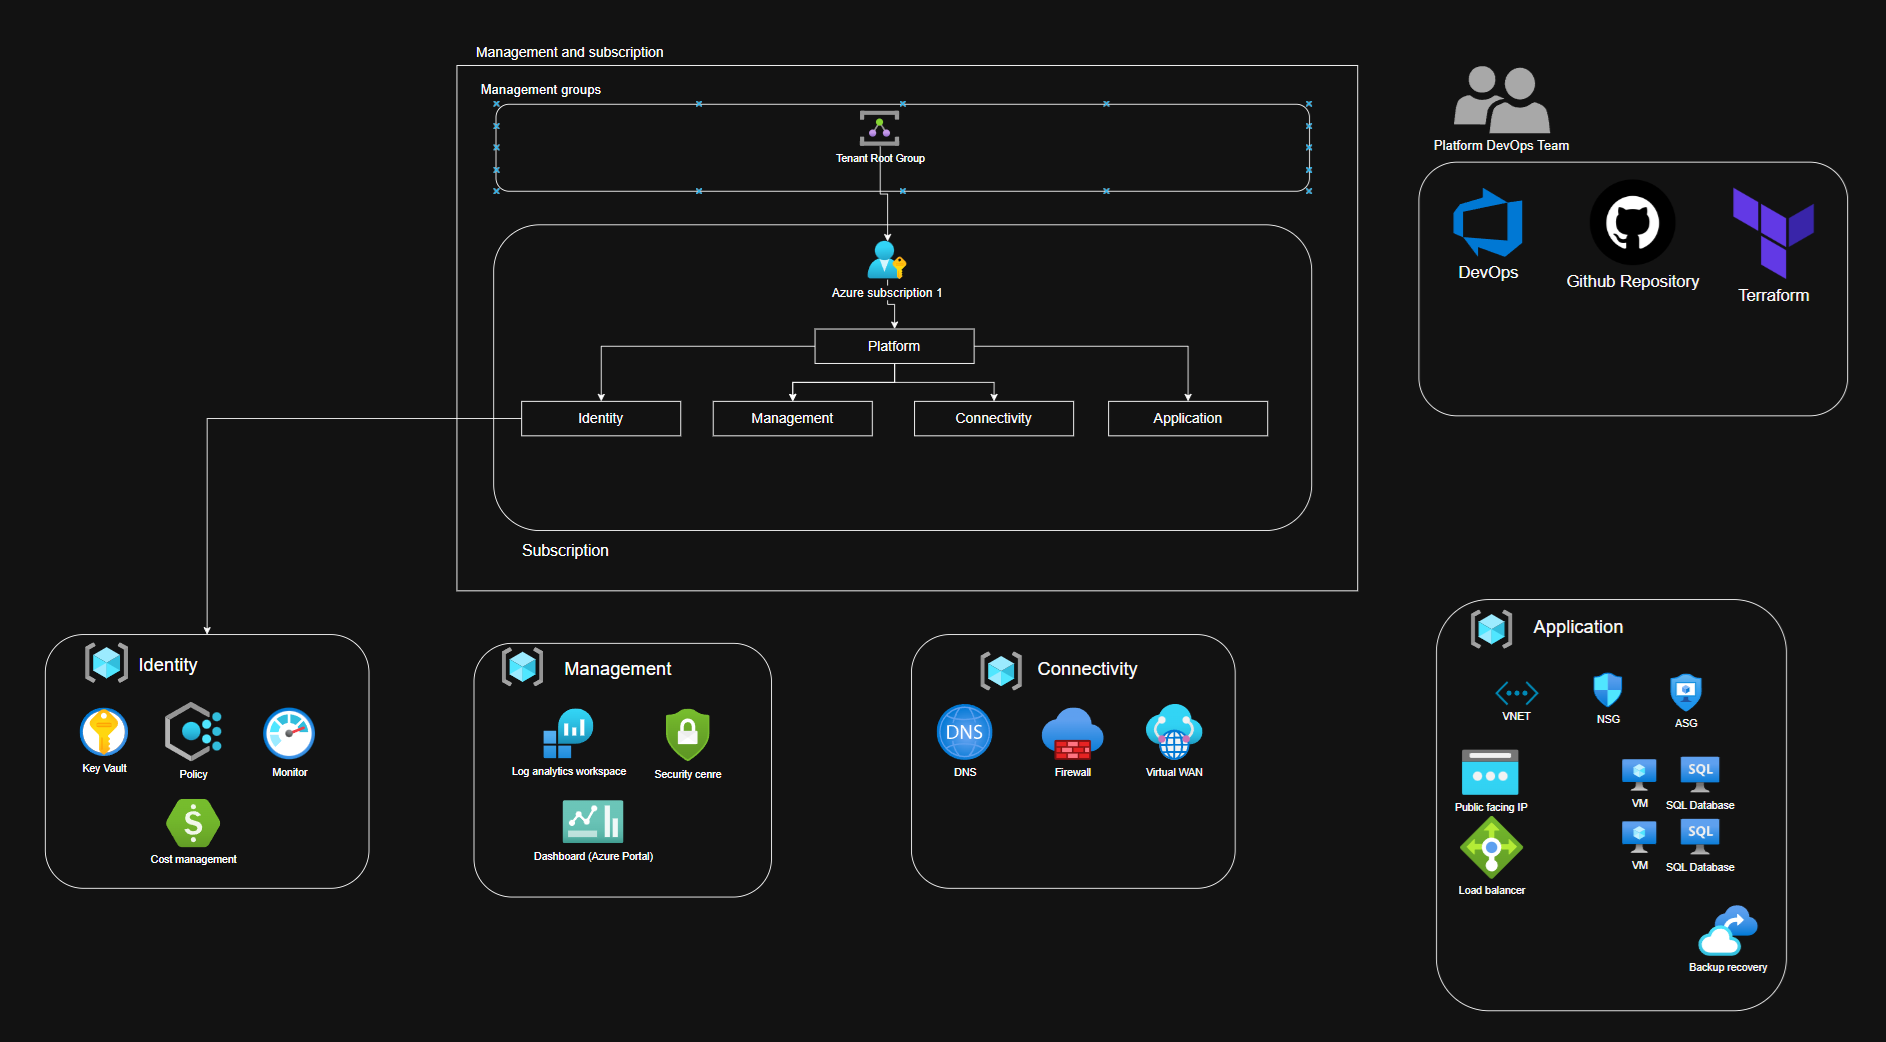 Management and subscription
Management groups
Tenant Root Group
Azure subscription 1
Platform
Identity
Management
Connectivity
Application
Subscription
Platform DevOps Team
DevOps
Github Repository
Terraform
Identity
Key Vault
Policy
Monitor
Cost management
Management
Log analytics workspace
Security cenre
Dashboard (Azure Portal)
Connectivity
DNS
DNS
Firewall
Virtual WAN
Application
VNET
NSG
ASG
Public facing IP
Load balancer
VM
SQL
SQL Database
VM
SQL
SQL Database
Backup recovery